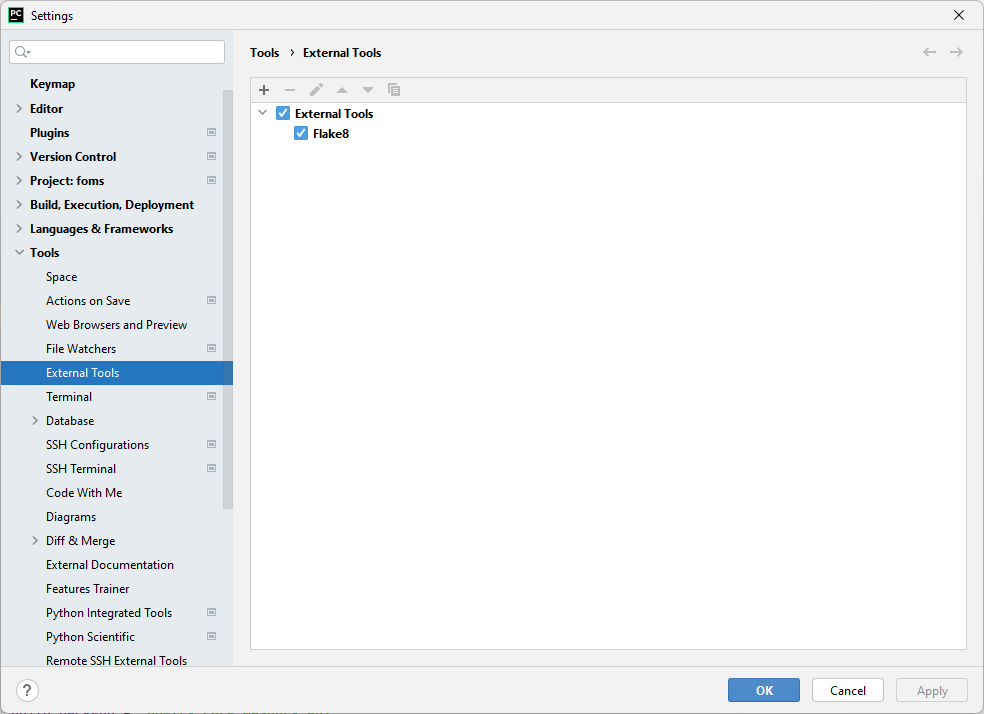 PC Settings
Tools › External Tools
Keymap
Editor
Plugins
Version Control
Project: foms
Build, Execution, Deployment
Languages & Frameworks
Tools
Space
Actions on Save
Web Browsers and Preview
File Watchers
External Tools
Terminal
Database
SSH Configurations
SSH Terminal
Code With Me
Diagrams
Diff & Merge
External Documentation
Features Trainer
Python Integrated Tools
Python Scientific
Remote SSH External Tools
External Tools
Flake8
?
OK
Cancel
Apply